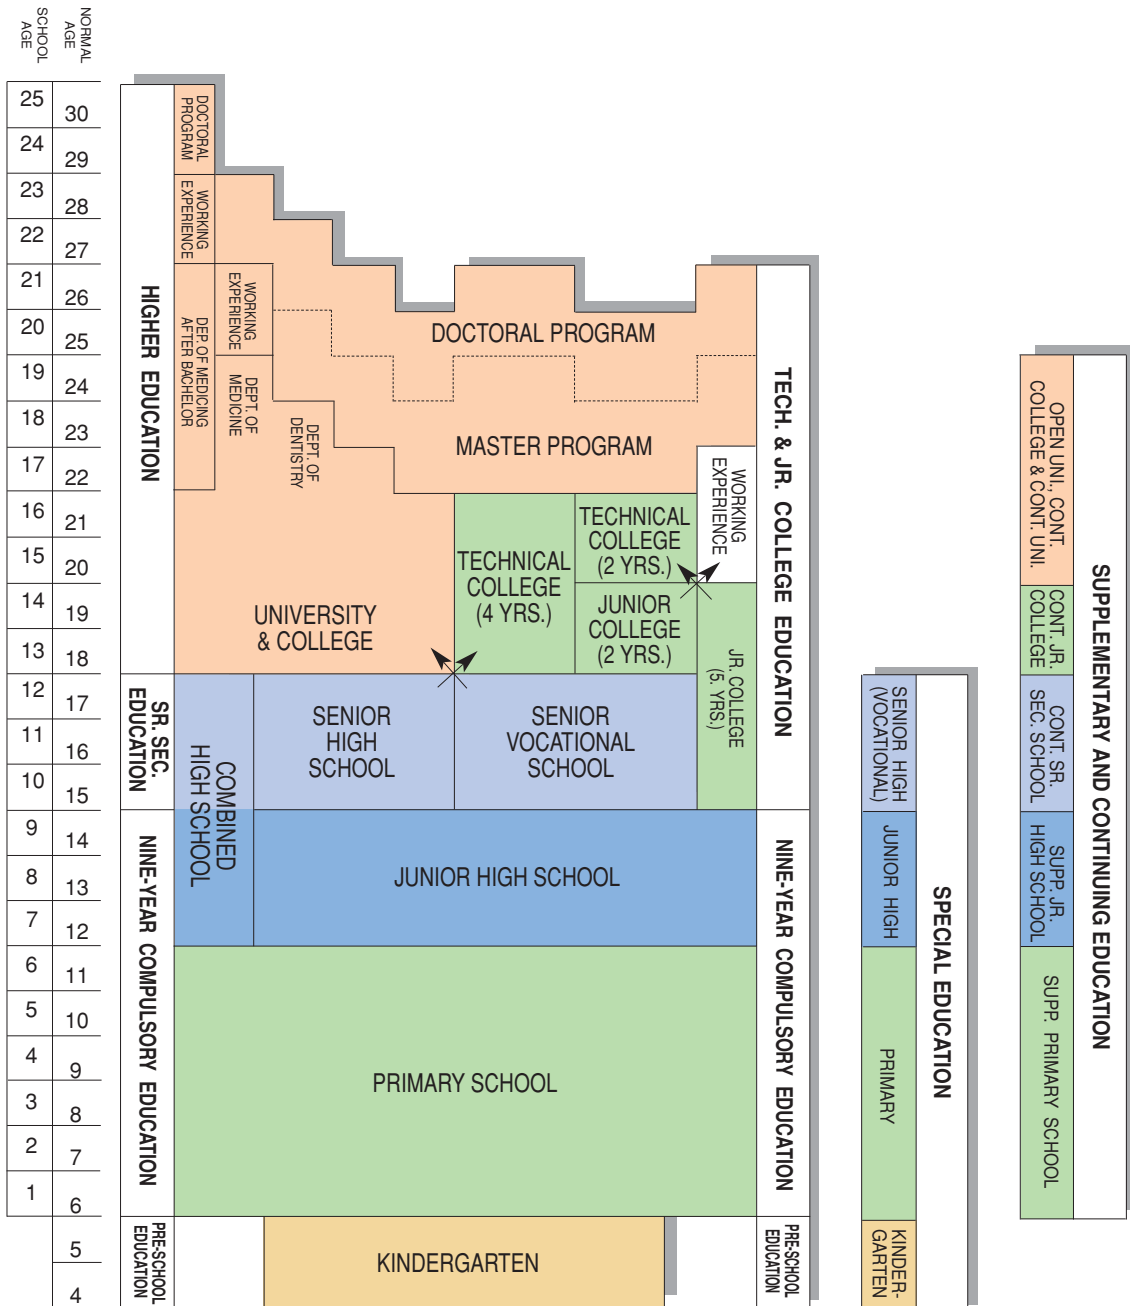 SCHOOL
AGE
NORMAL
AGE
25
24
23
22
21
20
19
18
17
16
15
14
13
12
11
10
9
8
7
6
5
4
3
2
1
30
29
28
27
26
25
24
23
22
21
20
19
18
17
16
15
14
13
12
11
10
9
8
7
6
5
4
HIGHER EDUCATION
SR. SEC.
EDUCATION
NINE-YEAR COMPULSORY EDUCATION
PRE-SCHOOL
EDUCATION
DOCTORAL
PROGRAM
WORKING
EXPERIENCE
DEP. OF MEDICING
AFTER BACHELOR
WORKING
EXPERIENCE
DEPT. OF
MEDICINE
DEPT. OF
DENTISTRY
DOCTORAL PROGRAM
MASTER PROGRAM
WORKING
EXPERIENCE
TECHNICAL
COLLEGE
(4 YRS.)
TECHNICAL
COLLEGE
(2 YRS.)
JUNIOR
COLLEGE
(2 YRS.)
JR. COLLEGE
(5. YRS.)
UNIVERSITY
& COLLEGE
COMBINED
HIGH SCHOOL
SENIOR
HIGH
SCHOOL
SENIOR
VOCATIONAL
SCHOOL
JUNIOR HIGH SCHOOL
PRIMARY SCHOOL
KINDERGARTEN
TECH. & JR. COLLEGE EDUCATION
NINE-YEAR COMPULSORY EDUCATION
PRE-SCHOOL
EDUCATION
SENIOR HIGH
(VOCATIONAL)
JUNIOR HIGH
PRIMARY
KINDER-
GARTEN
SPECIAL EDUCATION
OPEN UNI., CONT.
COLLEGE & CONT. UNI.
CONT. JR.
COLLEGE
CONT. SR.
SEC. SCHOOL
SUPP. JR.
HIGH SCHOOL
SUPP. PRIMARY SCHOOL
SUPPLEMENTARY AND CONTINUING EDUCATION